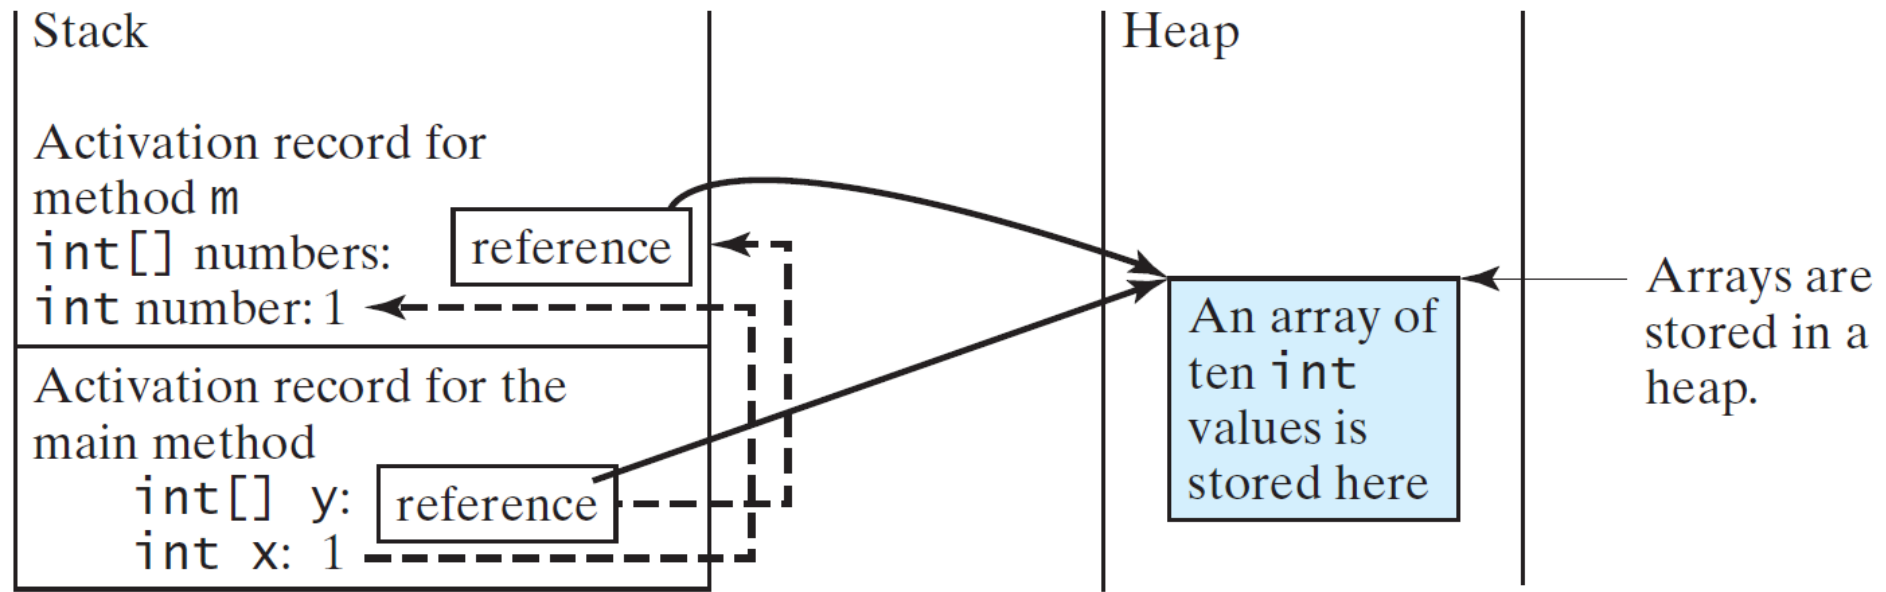 Stack
Activation record for
method m
int[] numbers:
reference
int number: 1
Activation record for the
main method
int[] y:
reference
int x: 1
Heap
An array of
ten int
values is
stored here
Arrays are
stored in a
heap.